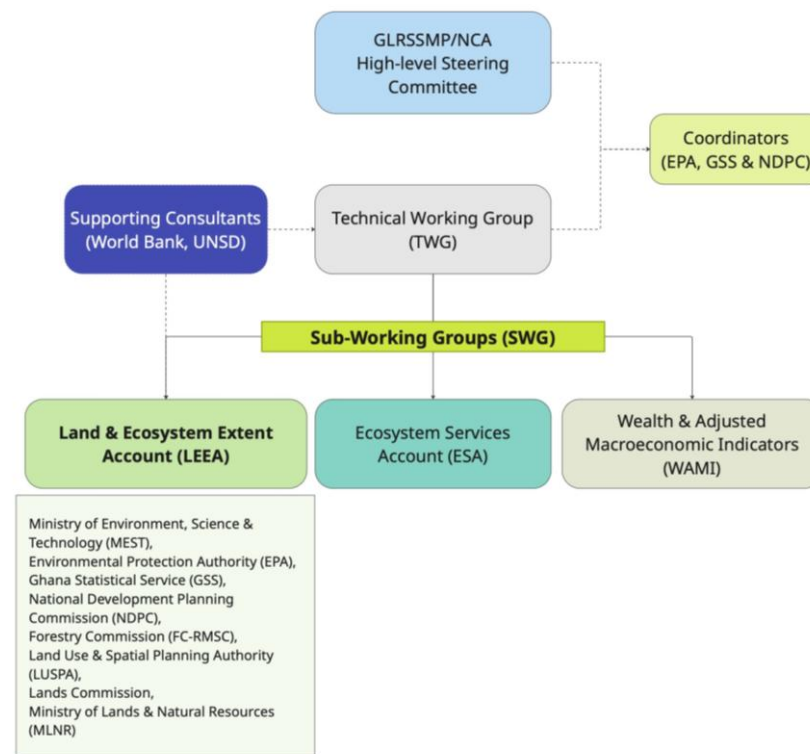 GLRSSMP/NCA
High-level Steering
Committee
Coordinators
(EPA, GSS & NDPC)
Supporting Consultants
(World Bank, UNSD)
Technical Working Group
(TWG)
Sub-Working Groups (SWG)
Land & Ecosystem Extent
Account (LEEA)
Ecosystem Services
Account (ESA)
Wealth & Adjusted
Macroeconomic Indicators
(WAMI)
Ministry of Environment, Science &
Technology (MEST),
Environmental Protection Authority (EPA),
Ghana Statistical Service (GSS),
National Development Planning
Commission (NDPC),
Forestry Commission (FC-RMSC),
Land Use & Spatial Planning Authority
(LUSPA),
Lands Commission,
Ministry of Lands & Natural Resources
(MLNR)